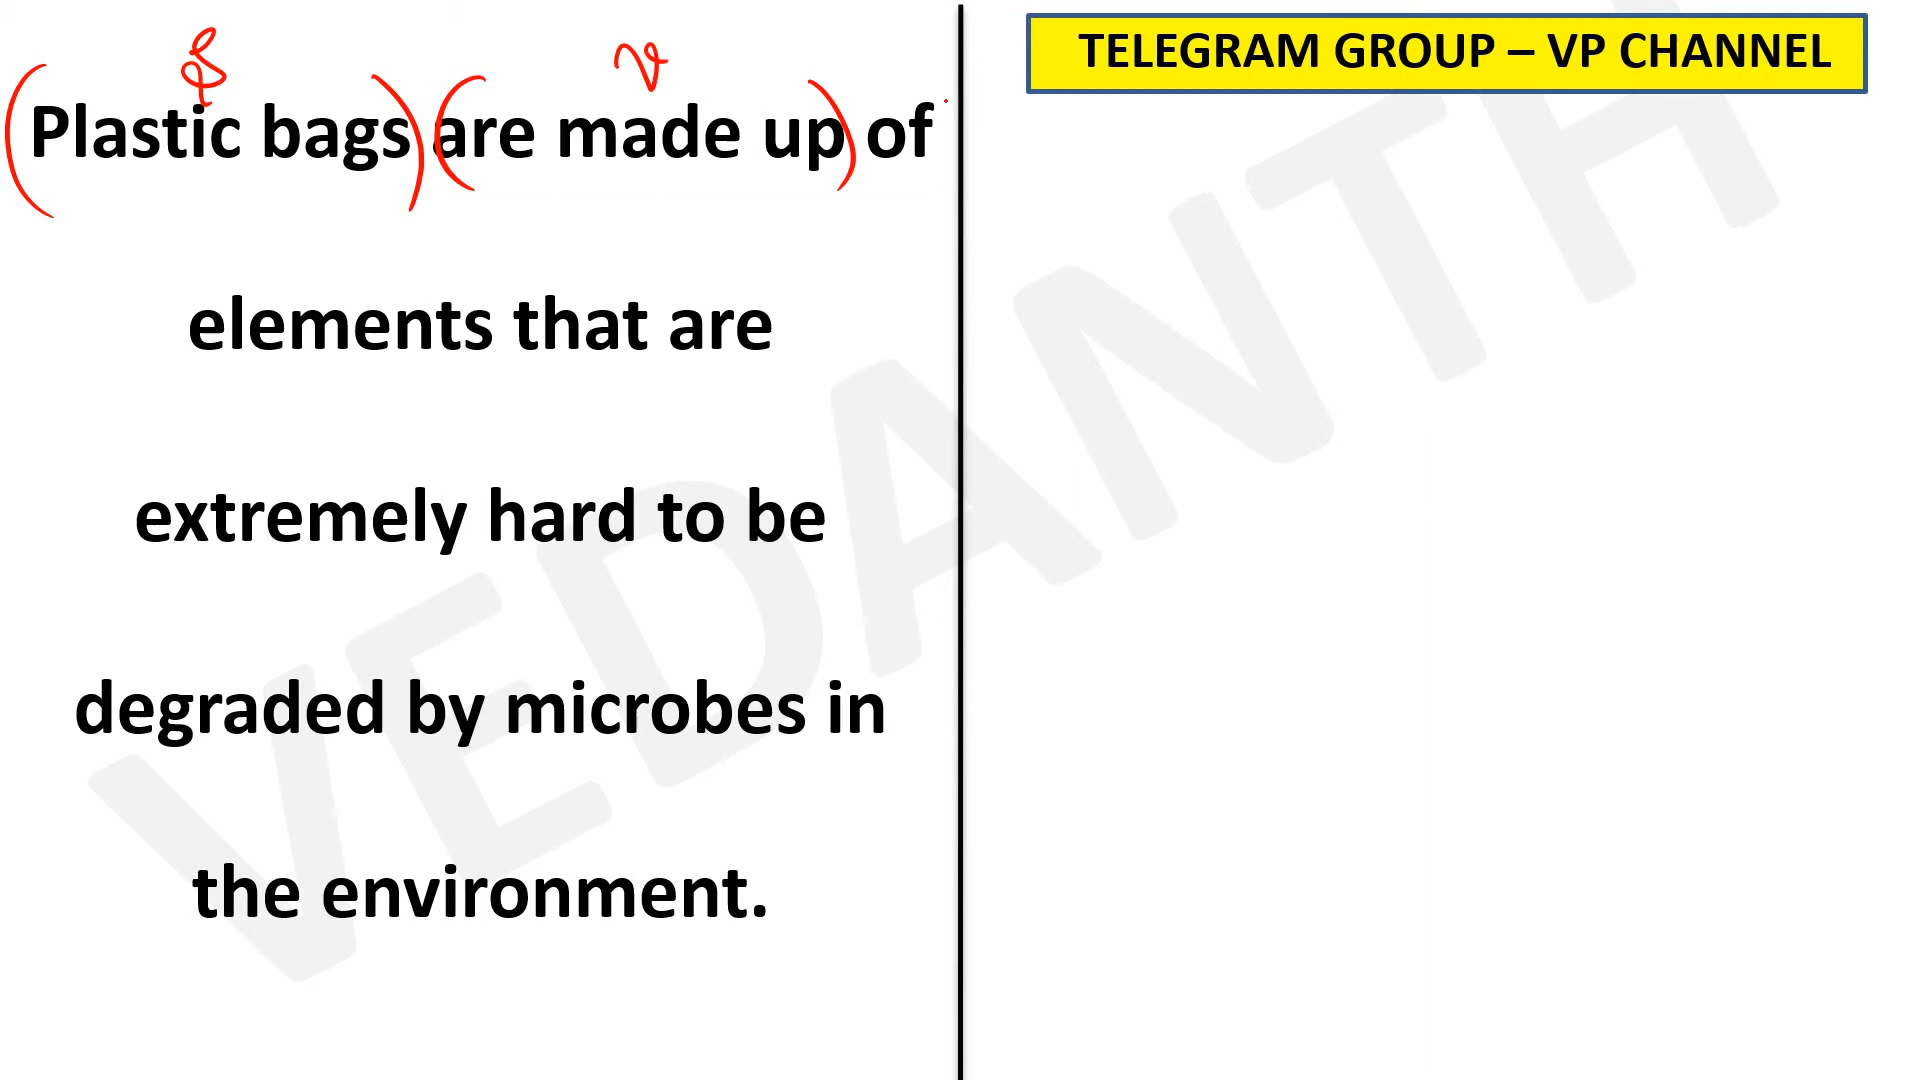 S
V
Plastic bags are made up of
elements that are
extremely hard to be
degraded by microbes in
the environment.
TELEGRAM GROUP – VP CHANNEL
VEDANTH